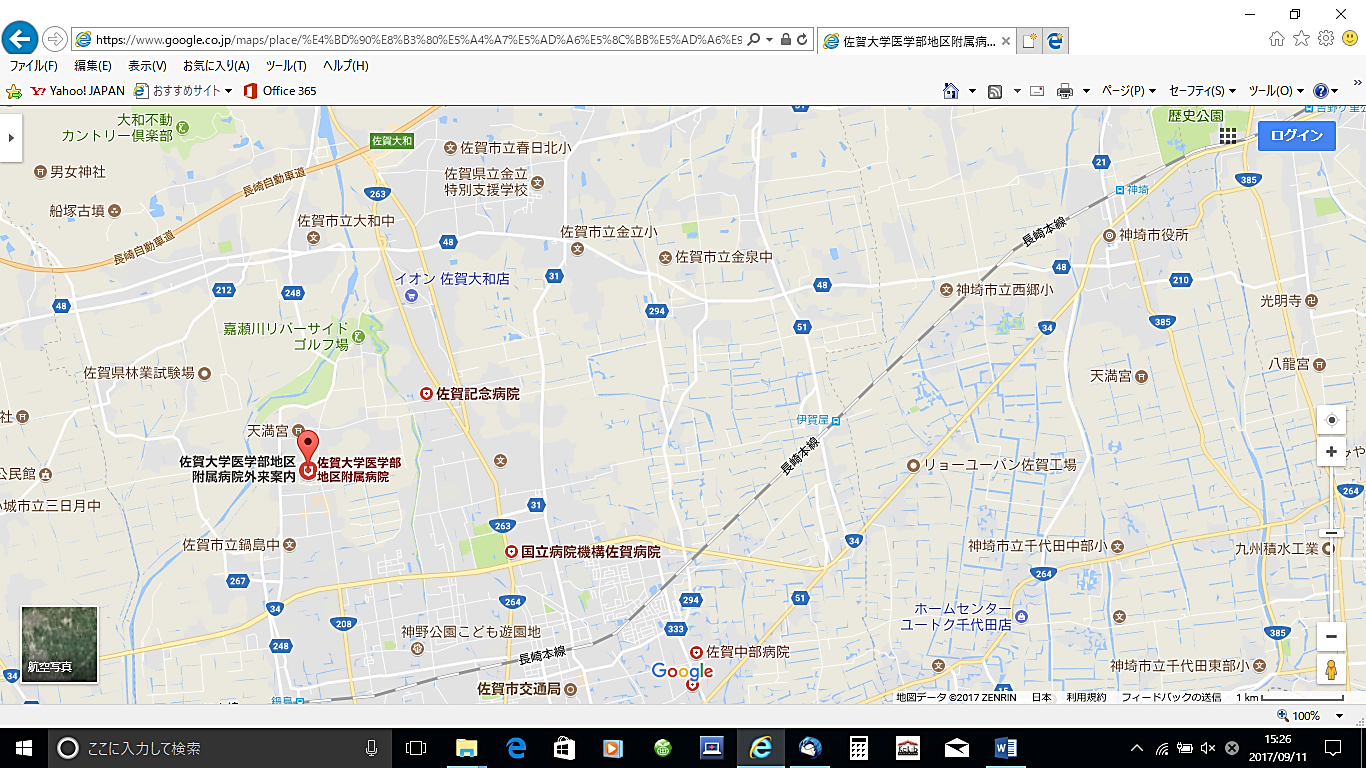 https://www.google.co.jp/maps/place/%E4%BD%90%E8%B3%80%E5%A4%A7%E5%AD%A6%E5%8C%BB%E5%AD%A6%E9
佐賀大学医学部地区附属病...
ファイル(F) 編集(E) 表示(V) お気に入り(A) ツール(T) ヘルプ(H)
Yahoo! JAPAN おすすめサイト Office 365
ページ(P) セーフティ(S) ツール(O)
大和不動
カントリー倶楽部
佐賀大和
佐賀市立春日北小
51
歴史公園
ログイン
男女神社
長崎自動車道
263
佐賀県立金立
特別支援学校
21
神埼
385
船塚古墳
佐賀市立大和中
長崎自動車道
48
佐賀市立金立小
佐賀市立金泉中
長崎本線
神埼市役所
イオン 佐賀大和店
31
48
48
210
212
248
48
294
神埼市立西郷小
光明寺
嘉瀬川リバーサイド
ゴルフ場
51
34
385
佐賀県林業試験場
佐賀記念病院
天満宮
八龍宮
社
天満宮
伊賀屋
長崎本線
佐賀大学医学部地区
附属病院外来案内
佐賀大学医学部
地区附属病院
リョーユーパン佐賀工場
公民館
小城市立三日月中
31
264
263
佐賀市立鍋島中
国立病院機構佐賀病院
34
神埼市立千代田中部小
九州積水工業
267
264
34
264
294
51
ホームセンター
ユートク千代田店
208
神野公園こども遊園地
333
385
248
長崎本線
佐賀中部病院
神埼市立千代田東部小
航空写真
Google
34
鍋島
佐賀市交通局
地図データ ©2017 ZENRIN 日本 利用規約 フィードバックの送信 1 km
100%
ここに入力して検索
15:26
2017/09/11